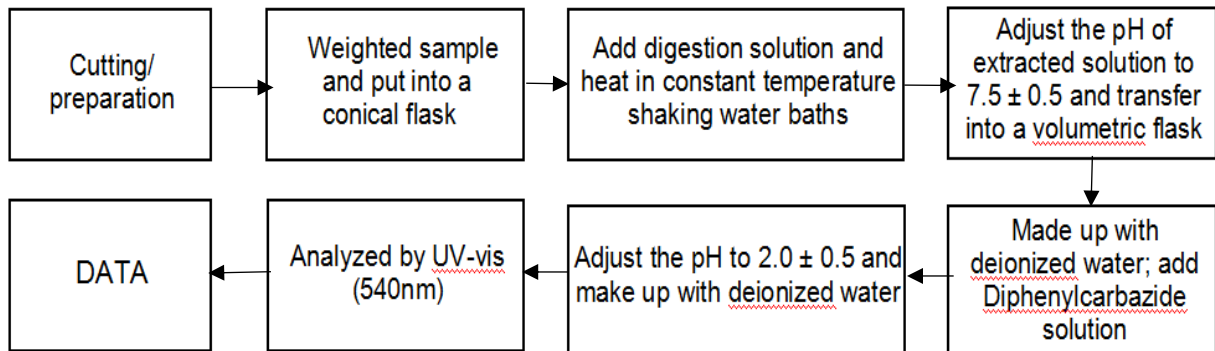 Cutting/
preparation
Weighted sample
and put into a
conical flask
Add digestion solution and
heat in constant temperature
shaking water baths
Adjust the pH of
extracted solution to
7.5 ± 0.5 and transfer
into a volumetric flask
Made up with
deionized water; add
Diphenylcarbazide
solution
Adjust the pH to 2.0 ± 0.5 and
make up with deionized water
Analyzed by UV-vis
(540nm)
DATA